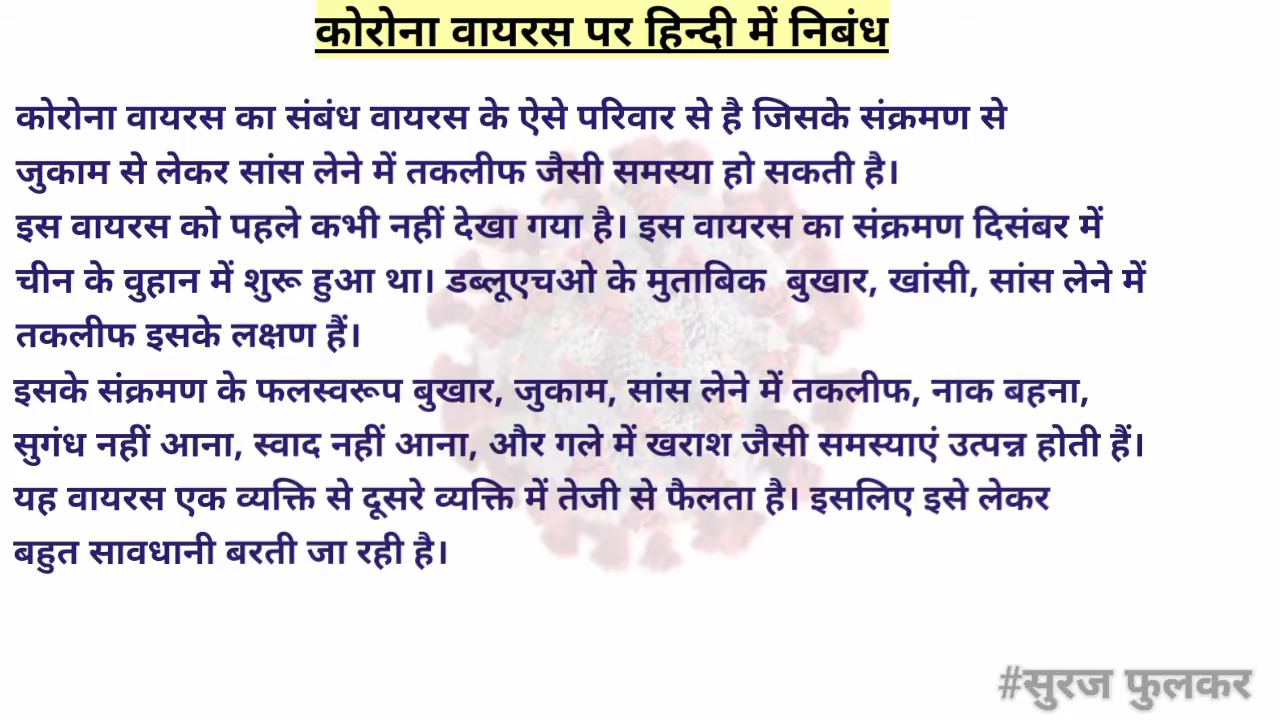 कोरोना वायरस पर हिन्दी में निबंध
कोरोना वायरस का संबंध वायरस के ऐसे परिवार से है जिसके संक्रमण से
जुकाम से लेकर सांस लेने में तकलीफ जैसी समस्या हो सकती है।
इस वायरस को पहले कभी नहीं देखा गया है। इस वायरस का संक्रमण दिसंबर में
चीन के वुहान में शुरू हुआ था। डब्लूएचओ के मुताबिक बुखार, खांसी, सांस लेने में
तकलीफ इसके लक्षण हैं।
इसके संक्रमण के फलस्वरूप बुखार, जुकाम, सांस लेने में तकलीफ, नाक बहना,
सुगंध नहीं आना, स्वाद नहीं आना, और गले में खराश जैसी समस्याएं उत्पन्न होती हैं।
यह वायरस एक व्यक्ति से दूसरे व्यक्ति में तेजी से फैलता है। इसलिए इसे लेकर
बहुत सावधानी बरती जा रही है।
#सुरज फुलकर